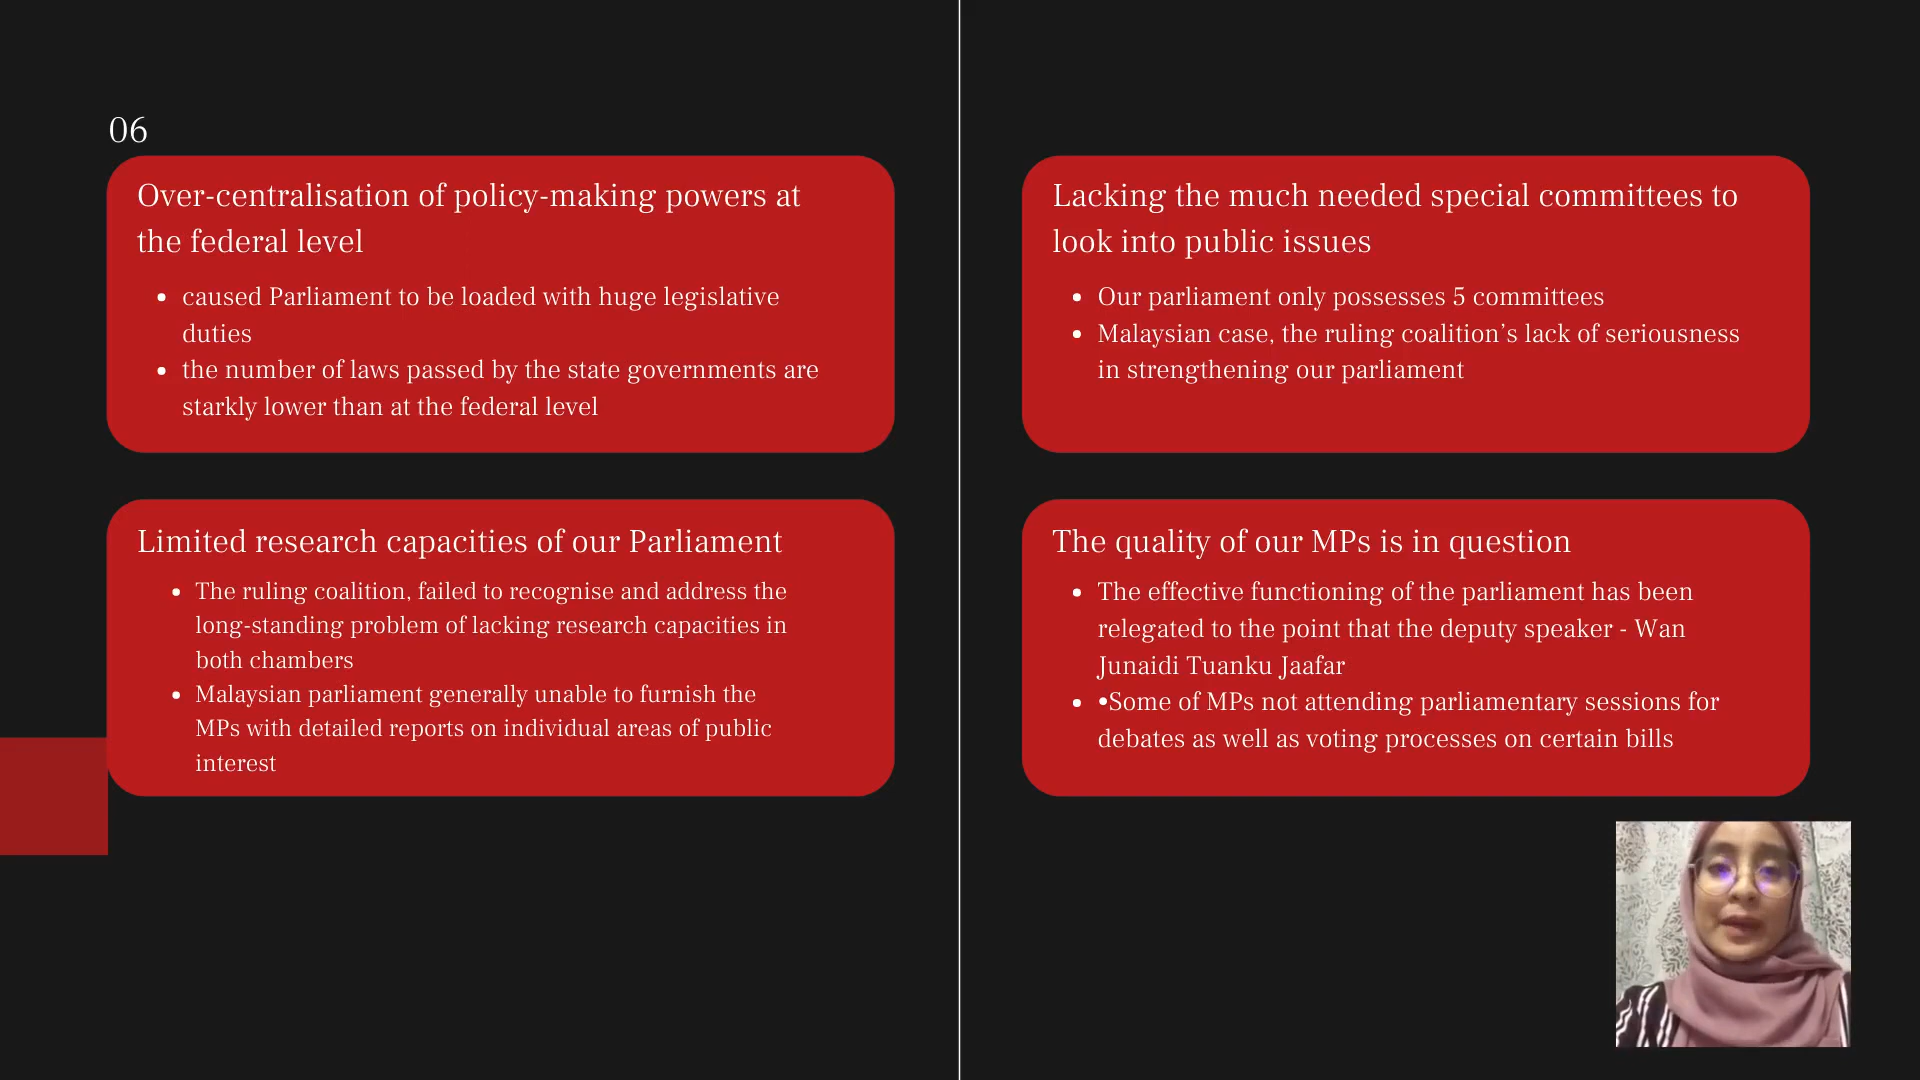 06
Over-centralisation of policy-making powers at
the federal level
• caused Parliament to be loaded with huge legislative
duties
• the number of laws passed by the state governments are
starkly lower than at the federal level
Lacking the much needed special committees to
look into public issues
• Our parliament only possesses 5 committees
• Malaysian case, the ruling coalition’s lack of seriousness
in strengthening our parliament
Limited research capacities of our Parliament
• The ruling coalition, failed to recognise and address the
long-standing problem of lacking research capacities in
both chambers
• Malaysian parliament generally unable to furnish the
MPs with detailed reports on individual areas of public
interest
The quality of our MPs is in question
• The effective functioning of the parliament has been
relegated to the point that the deputy speaker - Wan
Junaidi Tuanku Jaafar
• •Some of MPs not attending parliamentary sessions for
debates as well as voting processes on certain bills